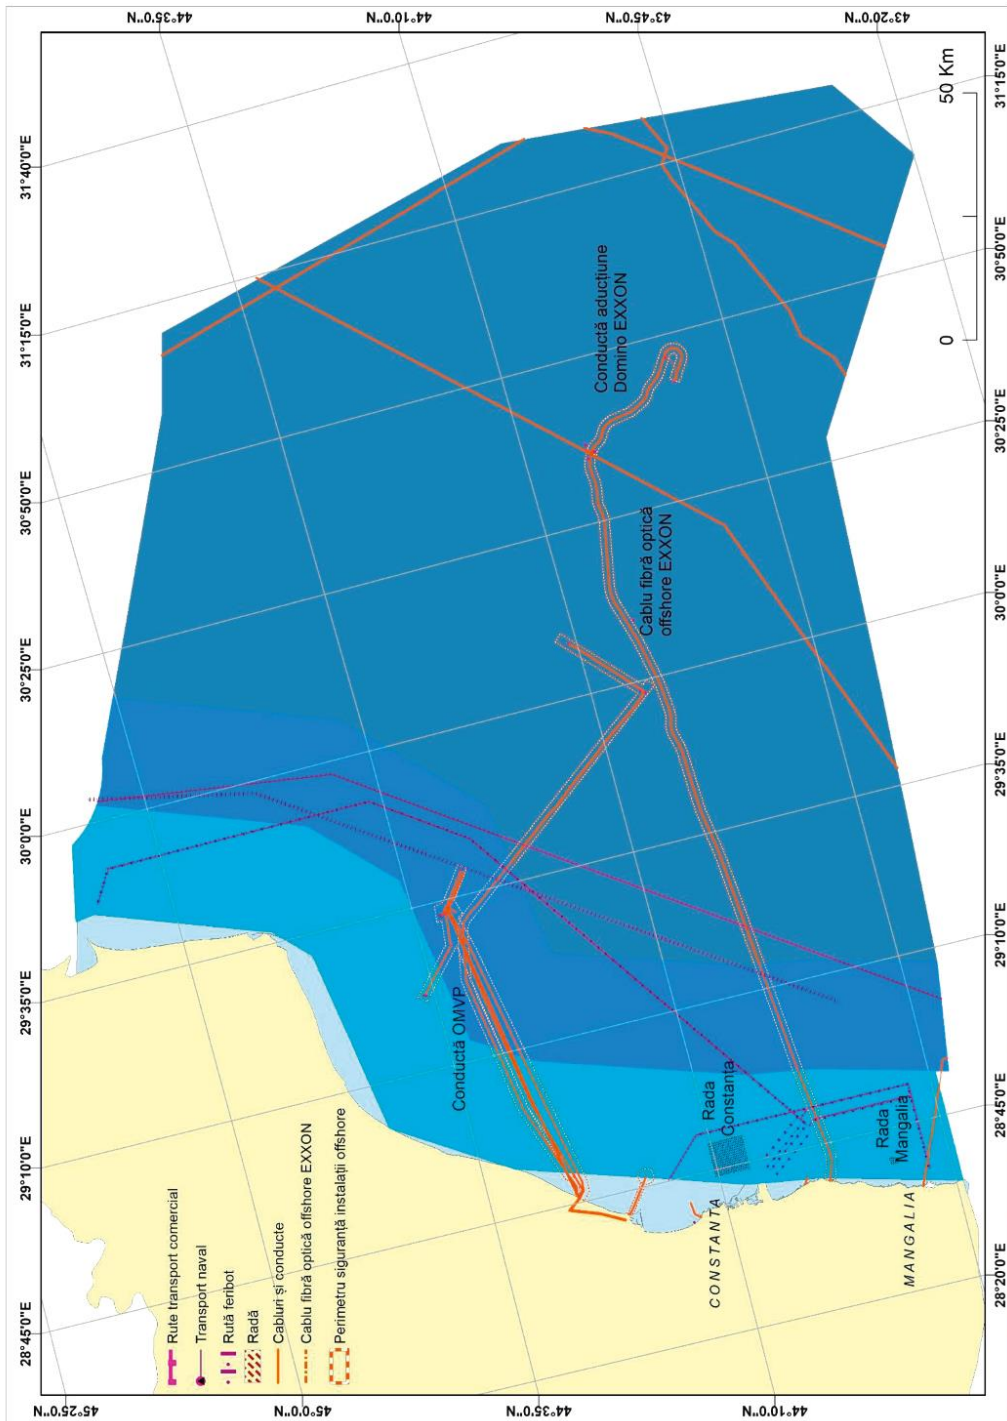 28°45'0"E
29°10'0"E
29°35'0"E
30°0'0"E
30°25'0"E
30°50'0"E
31°15'0"E
31°40'0"E
45°25'0"N
45°0'0"N
44°35'0"N
44°10'0"N
44°35'0"N
44°10'0"N
43°45'0"N
43°20'0"N
Rute transport comercial
Transport naval
Rută feribot
Radă
Cabluri și conducte
Cablu fibră optică offshore EXXON
Perimetru siguranță instalații offshore
Conductă OMVP
Conductă aducțiune
Domino EXXON
Cablu fibră optică
offshore EXXON
Rada
Constanța
CONSTANTA
Rada
Mangalia
MANGALIA
0
50 Km
28°20'0"E
28°45'0"E
29°10'0"E
29°35'0"E
30°0'0"E
30°25'0"E
30°50'0"E
31°15'0"E